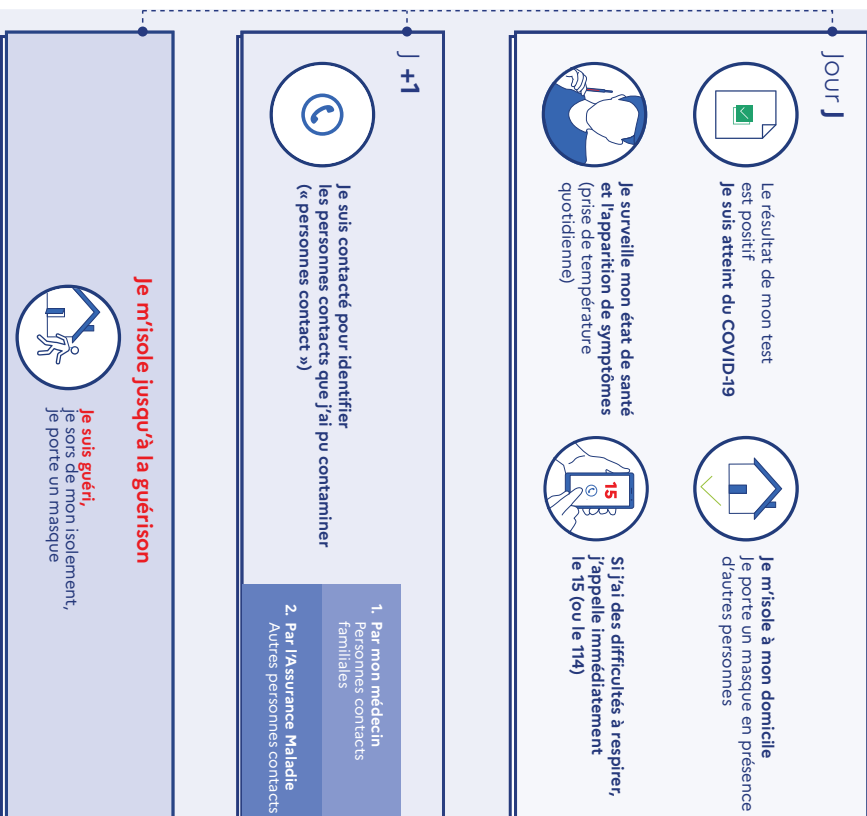 Jour J
Le résultat de mon test
est positif
Je suis atteint du COVID-19
Je m'isole à mon domicile
Je porte un masque en présence
d'autres personnes
Je surveille mon état de santé
et l'apparition de symptômes
(prise de température
quotidienne)
15
Si j'ai des difficultés à respirer,
j'appelle immédiatement
le 15 (ou le 114)
J +1
Je suis contacté pour identifier
les personnes contacts que j'ai pu contaminer
(« personnes contact »)
1. Par mon médecin
Personnes contacts
familiales
2. Par l'Assurance Maladie
Autres personnes contacts
Je m'isole jusqu'à la guérison
Je suis guéri,
je sors de mon isolement,
je porte un masque